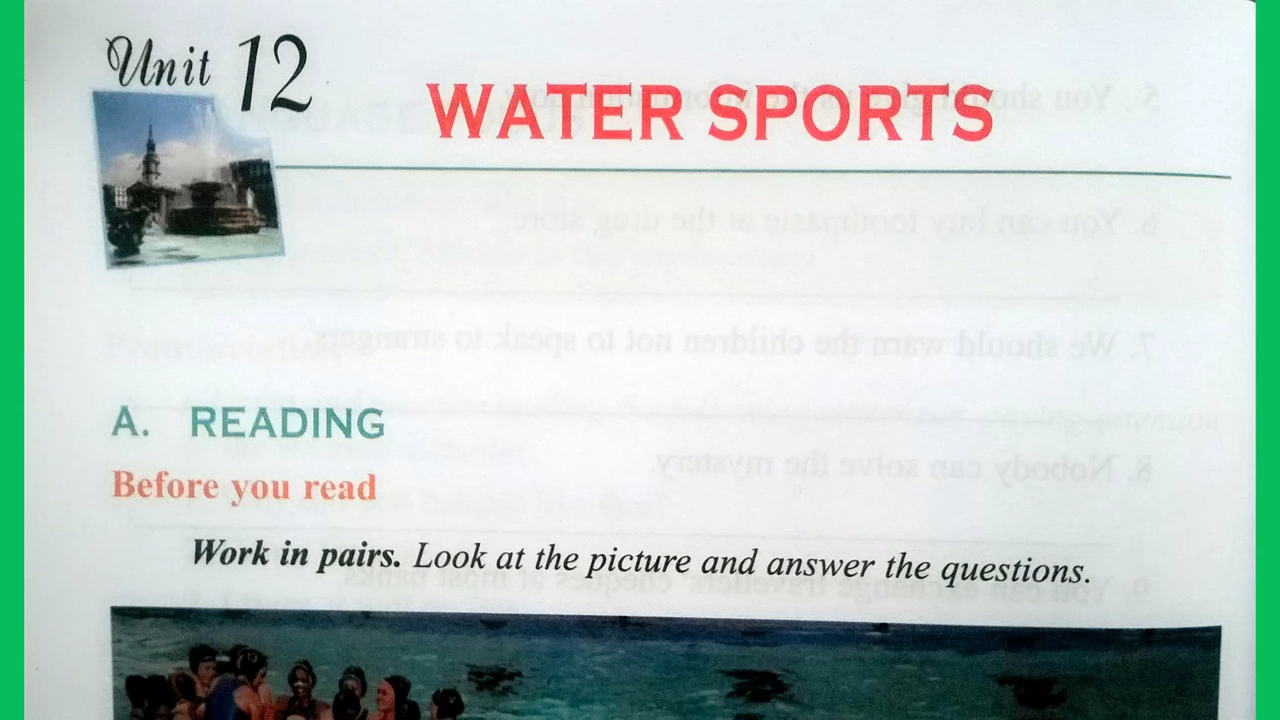 Unit 12
WATER SPORTS
A. READING
Before you read
Work in pairs. Look at the picture and answer the questions.